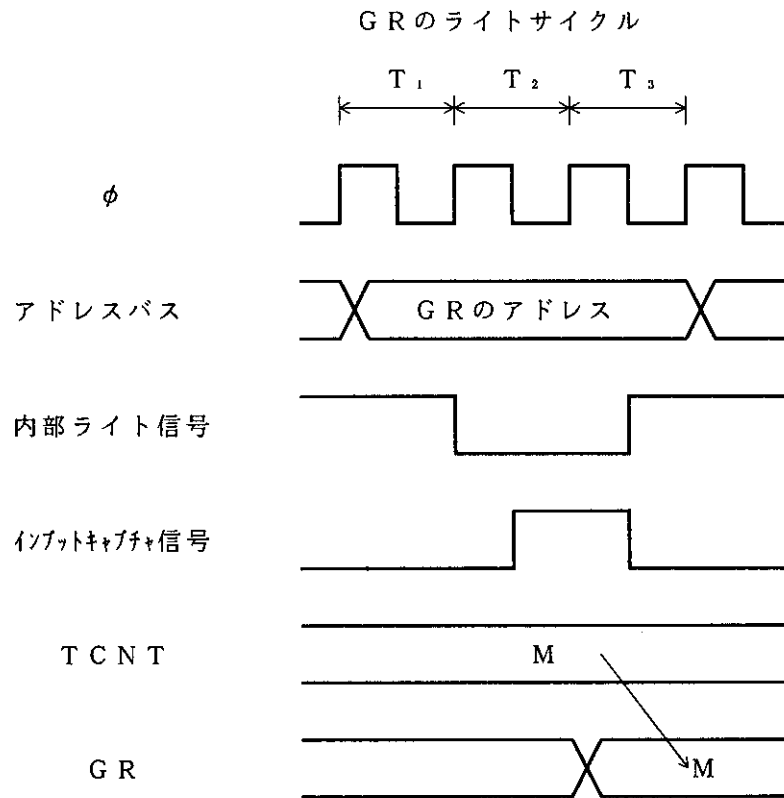 GRのライトサイクル
T₁ T₂ T₃
φ
アドレスバス GRのアドレス
内部ライト信号
インプットキャプチャ信号
TCNT M
GR M